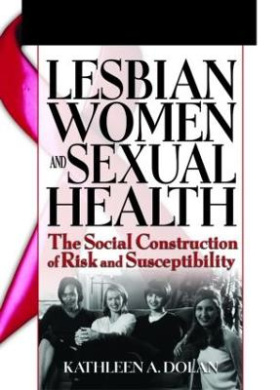 LESBIAN
WOMEN
AND SEXUAL
HEALTH
The Social Construction
of Risk and Susceptibility
KATHLEEN A. DOLAN